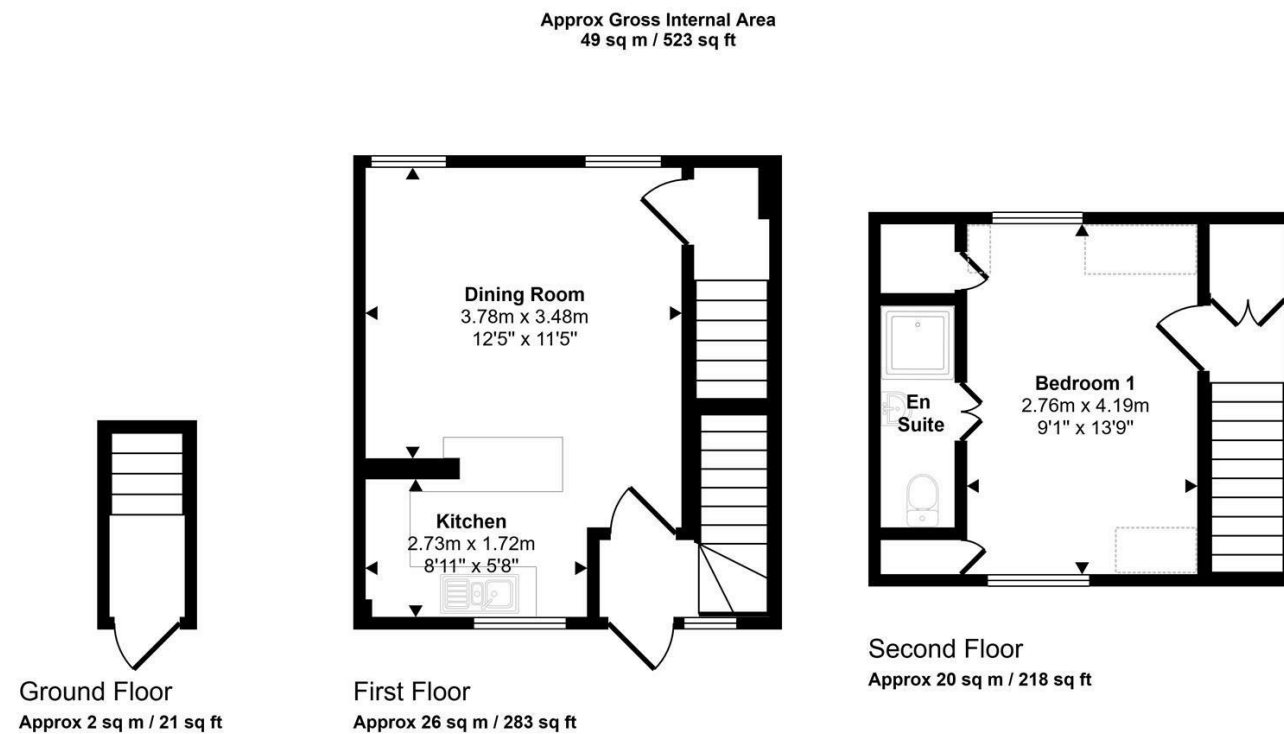 Approx Gross Internal Area
49 sq m / 523 sq ft
Dining Room
3.78m x 3.48m
12'5" x 11'5"
Kitchen
2.73m x 1.72m
8'11" x 5'8"
En
Suite
Bedroom 1
2.76m x 4.19m
9'1" x 13'9"
Ground Floor
Approx 2 sq m / 21 sq ft
First Floor
Approx 26 sq m / 283 sq ft
Second Floor
Approx 20 sq m / 218 sq ft